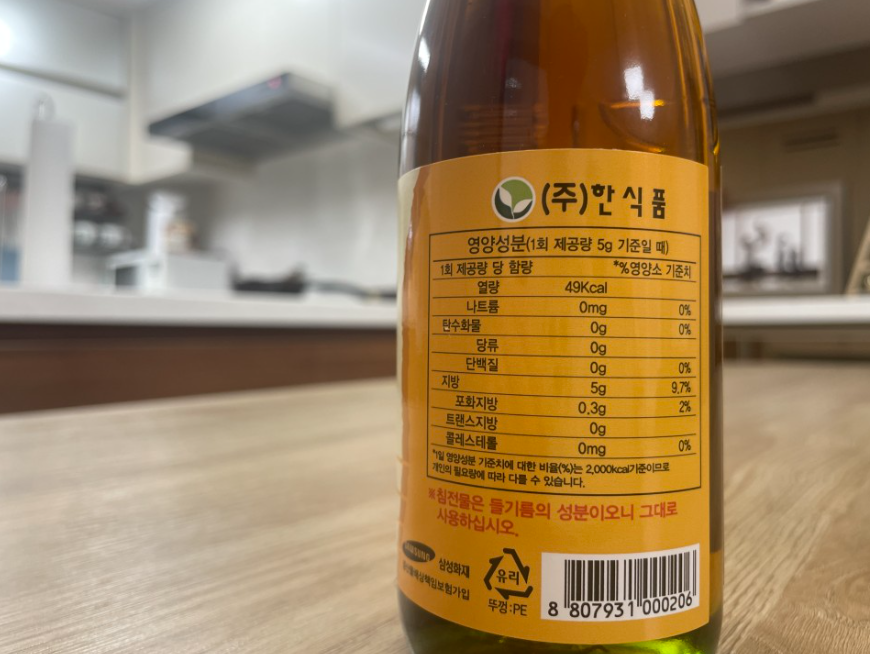 (주)한식품
영양성분(1회 제공량 5g 기준일 때)
1회 제공량 당 함량 *%영양소 기준치
열량 49Kcal
나트륨 0mg 0%
탄수화물 0g 0%
당류 0g
단백질 0g 0%
지방 5g 9.7%
포화지방 0.3g 2%
트랜스지방 0g
콜레스테롤 0mg 0%
*1일 영양성분 기준치에 대한 비율(%)는 2,000kcal기준이므로
개인의 필요량에 따라 다를 수 있습니다.
※침전물은 들기름의 성분이오니 그대로
사용하십시오.
삼성화재
배상책임보험가입
유리
뚜껑:PE
8 807931 000206